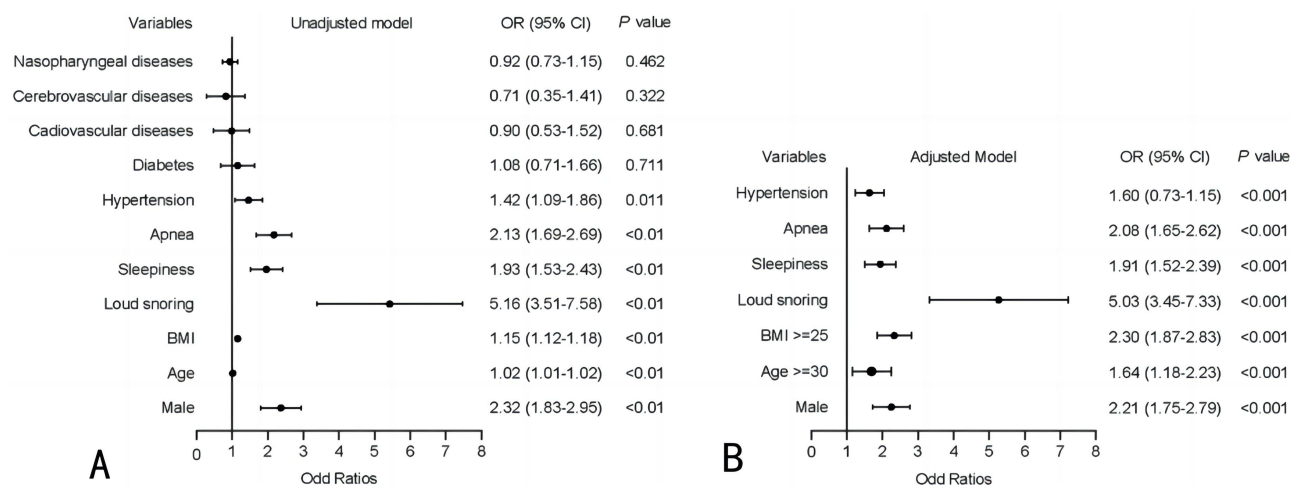 Variables Unadjusted model OR (95% CI) P value
Nasopharyngeal diseases 0.92 (0.73-1.15) 0.462
Cerebrovascular diseases 0.71 (0.35-1.41) 0.322
Cadiovascular diseases 0.90 (0.53-1.52) 0.681
Diabetes 1.08 (0.71-1.66) 0.711
Hypertension 1.42 (1.09-1.86) 0.011
Apnea 2.13 (1.69-2.69) <0.01
Sleepiness 1.93 (1.53-2.43) <0.01
Loud snoring 5.16 (3.51-7.58) <0.01
BMI 1.15 (1.12-1.18) <0.01
Age 1.02 (1.01-1.02) <0.01
Male 2.32 (1.83-2.95) <0.01
0 1 2 3 4 5 6 7 8
Odd Ratios
A
Variables Adjusted Model OR (95% CI) P value
Hypertension 1.60 (0.73-1.15) <0.001
Apnea 2.08 (1.65-2.62) <0.001
Sleepiness 1.91 (1.52-2.39) <0.001
Loud snoring 5.03 (3.45-7.33) <0.001
BMI >=25 2.30 (1.87-2.83) <0.001
Age >=30 1.64 (1.18-2.23) <0.001
Male 2.21 (1.75-2.79) <0.001
0 1 2 3 4 5 6 7 8
Odd Ratios
B